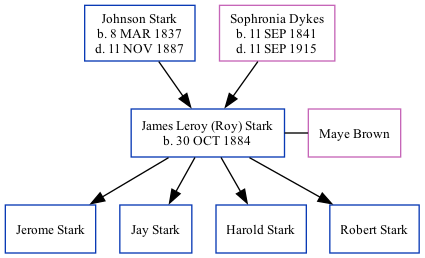 Johnson Stark
b. 8 MAR 1837
d. 11 NOV 1887
Sophronia Dykes
b. 11 SEP 1841
d. 11 SEP 1915
James Leroy (Roy) Stark
b. 30 OCT 1884
Maye Brown
Jerome Stark
Jay Stark
Harold Stark
Robert Stark